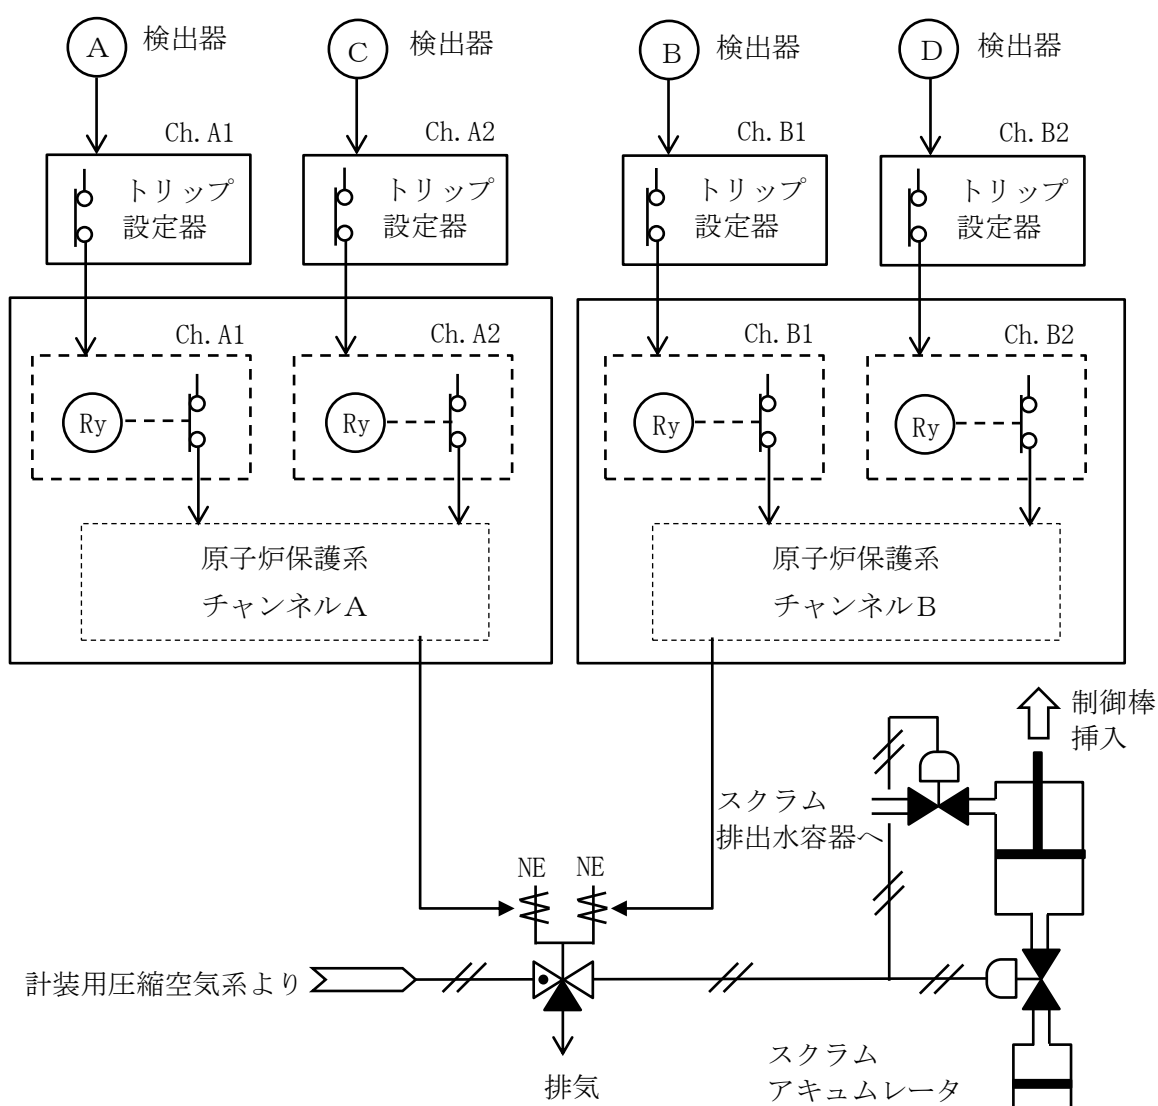 A 検出器
C 検出器
B 検出器
D 検出器
Ch.A1
Ch.A2
Ch.B1
Ch.B2
トリップ
設定器
トリップ
設定器
トリップ
設定器
トリップ
設定器
Ch.A1
Ch.A2
Ch.B1
Ch.B2
Ry
Ry
Ry
Ry
原子炉保護系
チャンネルA
原子炉保護系
チャンネルB
制御棒
挿入
スクラム
排出水容器へ
NE
NE
計装用圧縮空気系より
排気
スクラム
アキュムレータ